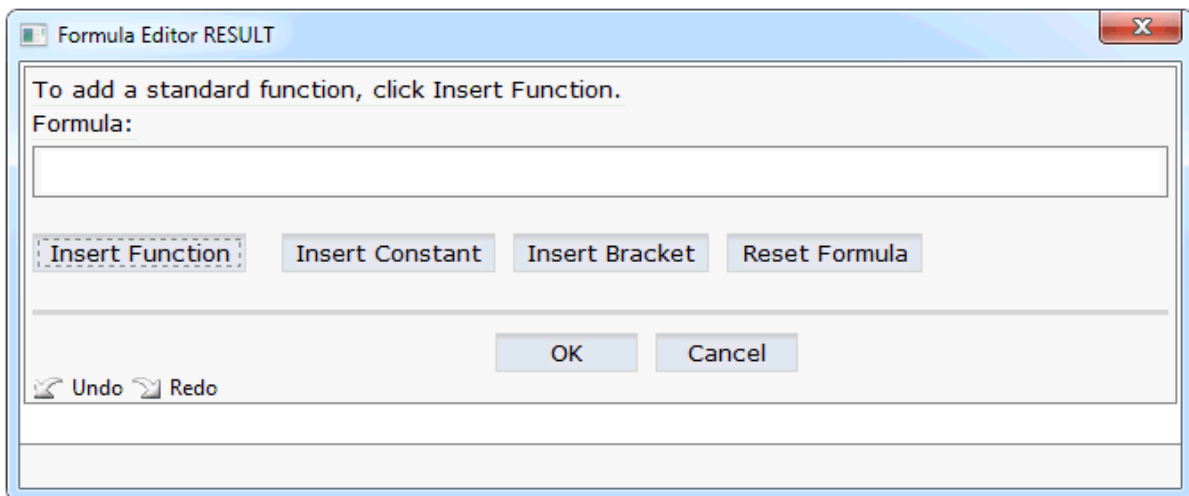 Formula Editor RESULT
X
To add a standard function, click Insert Function.
Formula:
Insert Function Insert Constant Insert Bracket Reset Formula
OK Cancel
Undo Redo